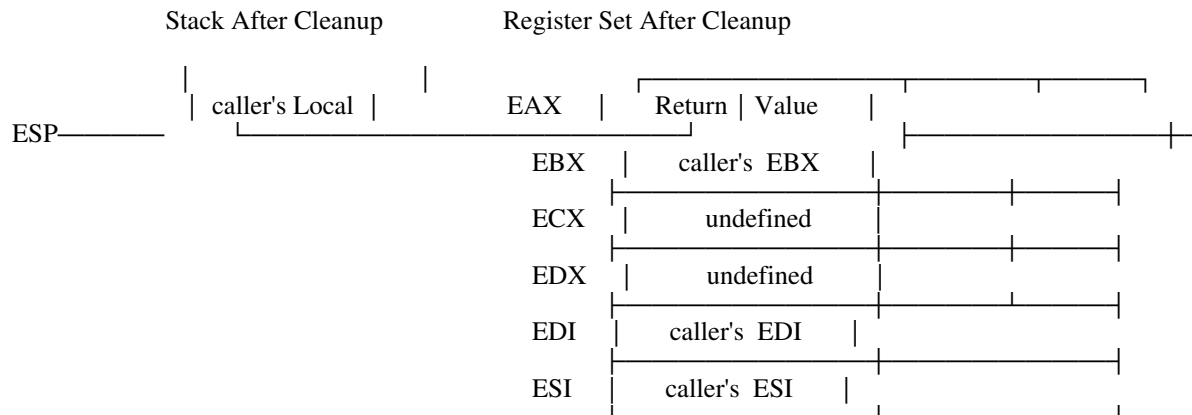 Stack After Cleanup Register Set After Cleanup
caller's Local EAX Return Value
ESP
EBX caller's EBX
ECX undefined
EDX undefined
EDI caller's EDI
ESI caller's ESI